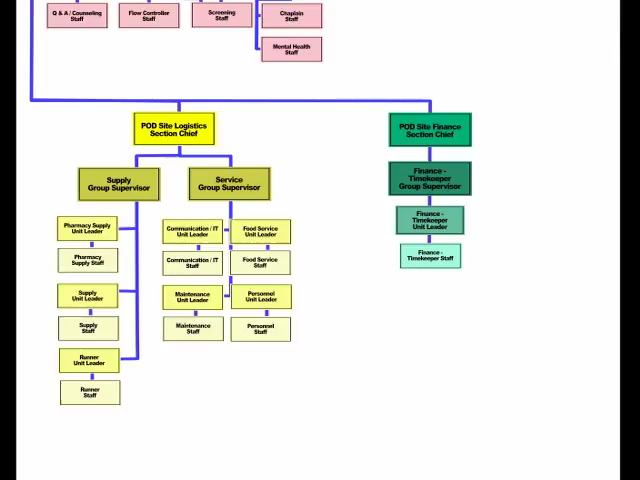 Q & A / Counseling
Staff
Flow Controller
Staff
Screening
Staff
Chaplain
Staff
Mental Health
Staff
POD Site Logistics
Section Chief
POD Site Finance
Section Chief
Supply
Group Supervisor
Service
Group Supervisor
Finance -
Timekeeper
Group Supervisor
Pharmacy Supply
Unit Leader
Communication / IT
Unit Leader
Food Service
Unit Leader
Finance -
Timekeeper
Unit Leader
Pharmacy
Supply Staff
Communication / IT
Staff
Food Service
Staff
Finance -
Timekeeper Staff
Supply
Unit Leader
Maintenance
Unit Leader
Personnel
Unit Leader
Supply
Staff
Maintenance
Staff
Personnel
Staff
Runner
Unit Leader
Runner
Staff